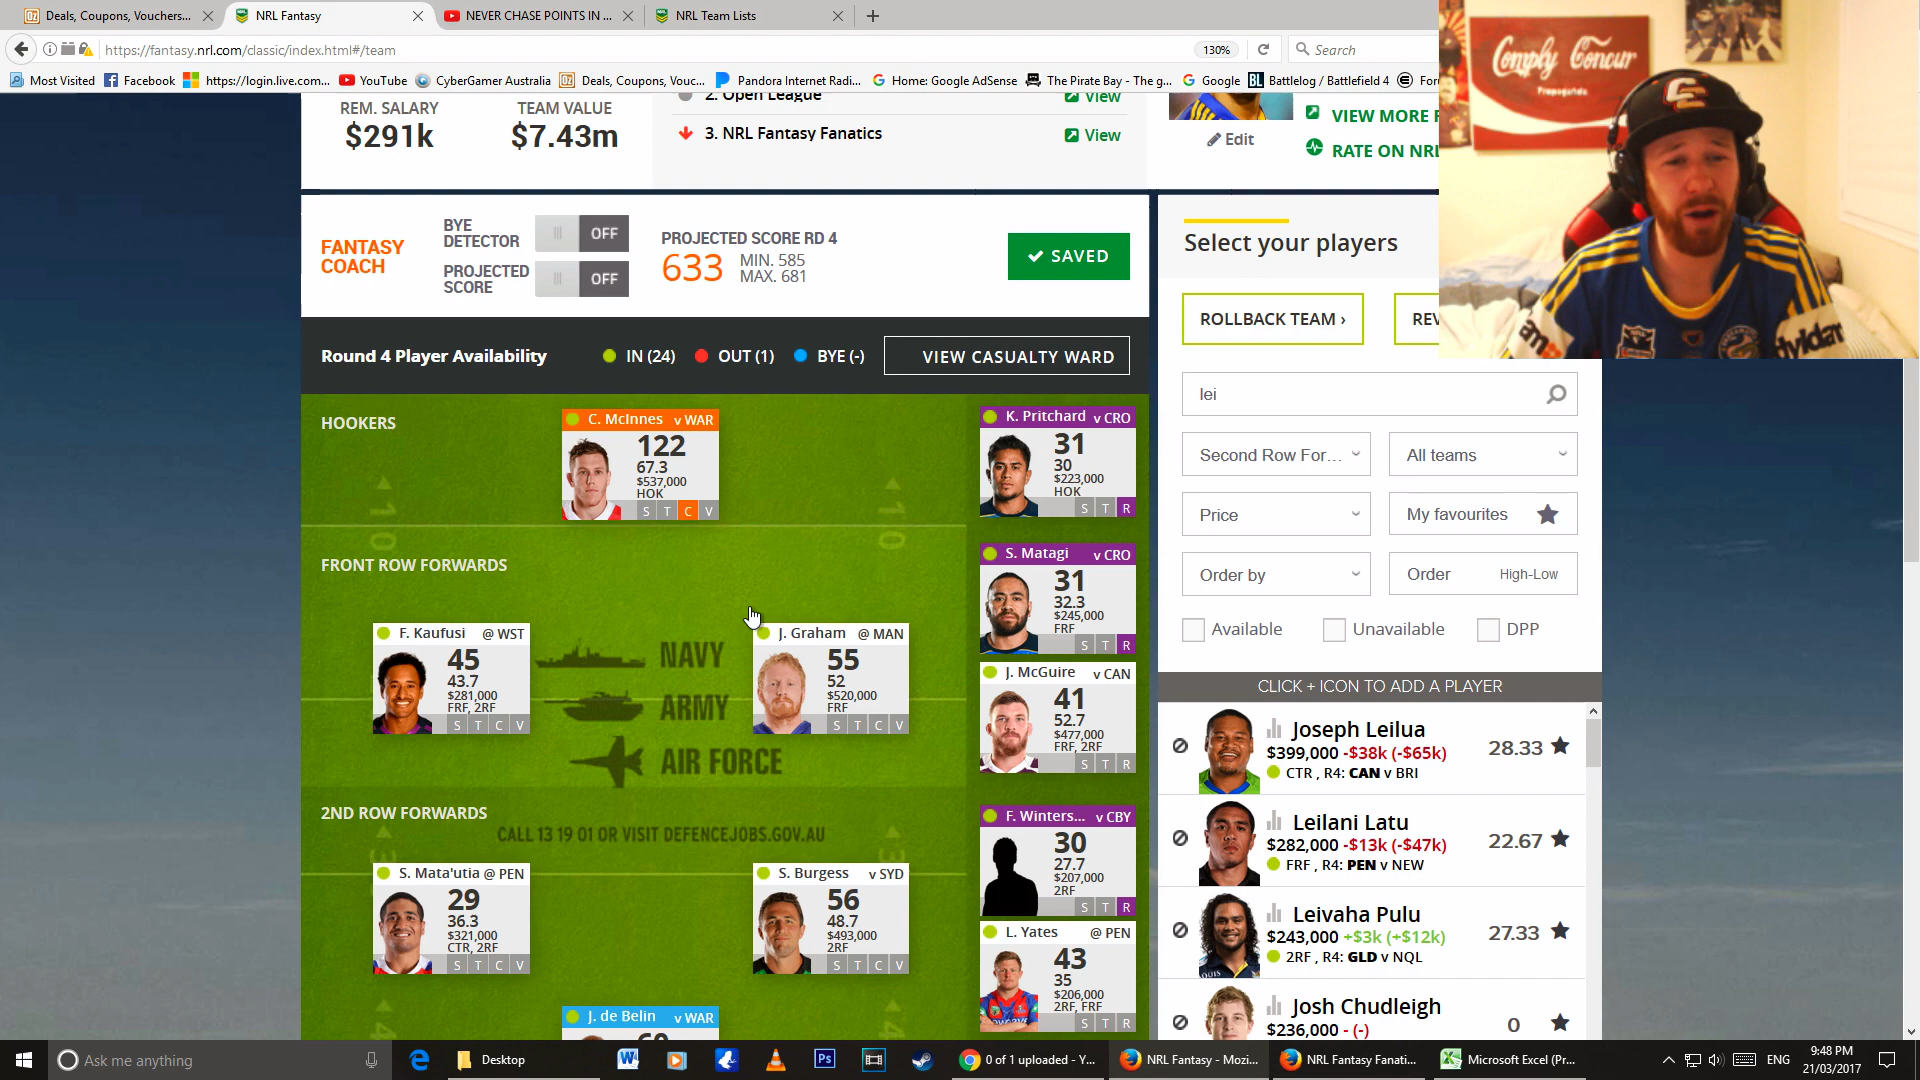 Deals, Coupons, Vouchers...
NRL Fantasy
NEVER CHASE POINTS IN ...
NRL Team Lists
https://fantasy.nrl.com/classic/index.html#/team
130%
Search
Most Visited
Facebook
https://login.live.com...
YouTube
CyberGamer Australia
Deals, Coupons, Vouc...
Pandora Internet Radi...
Home: Google AdSense
The Pirate Bay - The g...
Google
Battlelog / Battlefield 4
REM. SALARY
$291k
TEAM VALUE
$7.43m
2. Open League
View
3. NRL Fantasy Fanatics
View
Edit
VIEW MORE
RATE ON NRL
Comply Concur
Propaganda
FANTASY
COACH
BYE
DETECTOR
OFF
PROJECTED
SCORE
OFF
PROJECTED SCORE RD 4
633
MIN. 585
MAX. 681
SAVED
Select your players
ROLLBACK TEAM ›
REV
Round 4 Player Availability
IN (24)
OUT (1)
BYE (-)
VIEW CASUALTY WARD
lei
Second Row For...
All teams
Price
My favourites
Order by
Order
High-Low
Available
Unavailable
DPP
CLICK + ICON TO ADD A PLAYER
HOOKERS
C. McInnes v WAR
122
67.3
$537,000
HOK
S T C V
K. Pritchard v CRO
31
30
$223,000
HOK
S T R
FRONT ROW FORWARDS
F. Kaufusi @ WST
45
43.7
$281,000
FRF, 2RF
S T C V
NAVY
ARMY
AIR FORCE
J. Graham @ MAN
55
52
$520,000
FRF
S T C V
S. Matagi v CRO
31
32.3
$245,000
FRF
S T R
J. McGuire v CAN
41
52.7
$477,000
FRF, 2RF
S T R
2ND ROW FORWARDS
CALL 13 19 01 OR VISIT DEFENCEJOBS.GOV.AU
S. Mata'utia @ PEN
29
36.3
$321,000
CTR, 2RF
S T C V
S. Burgess v SYD
56
48.7
$493,000
2RF
S T C V
F. Winters... v CBY
30
27.7
$207,000
2RF
S T R
L. Yates @ PEN
43
35
$206,000
2RF, FRF
S T R
J. de Belin v WAR
Joseph Leilua
$399,000 -$38k (-$65k)
CTR , R4: CAN v BRI
28.33
Leilani Latu
$282,000 -$13k (-$47k)
FRF , R4: PEN v NEW
22.67
Leivaha Pulu
$243,000 +$3k (+$12k)
2RF , R4: GLD v NQL
27.33
Josh Chudleigh
$236,000 - (-)
0
Ask me anything
Desktop
0 of 1 uploaded - Y...
NRL Fantasy - Mozi...
NRL Fantasy Fanati...
Microsoft Excel (Pr...
ENG
9:48 PM
21/03/2017